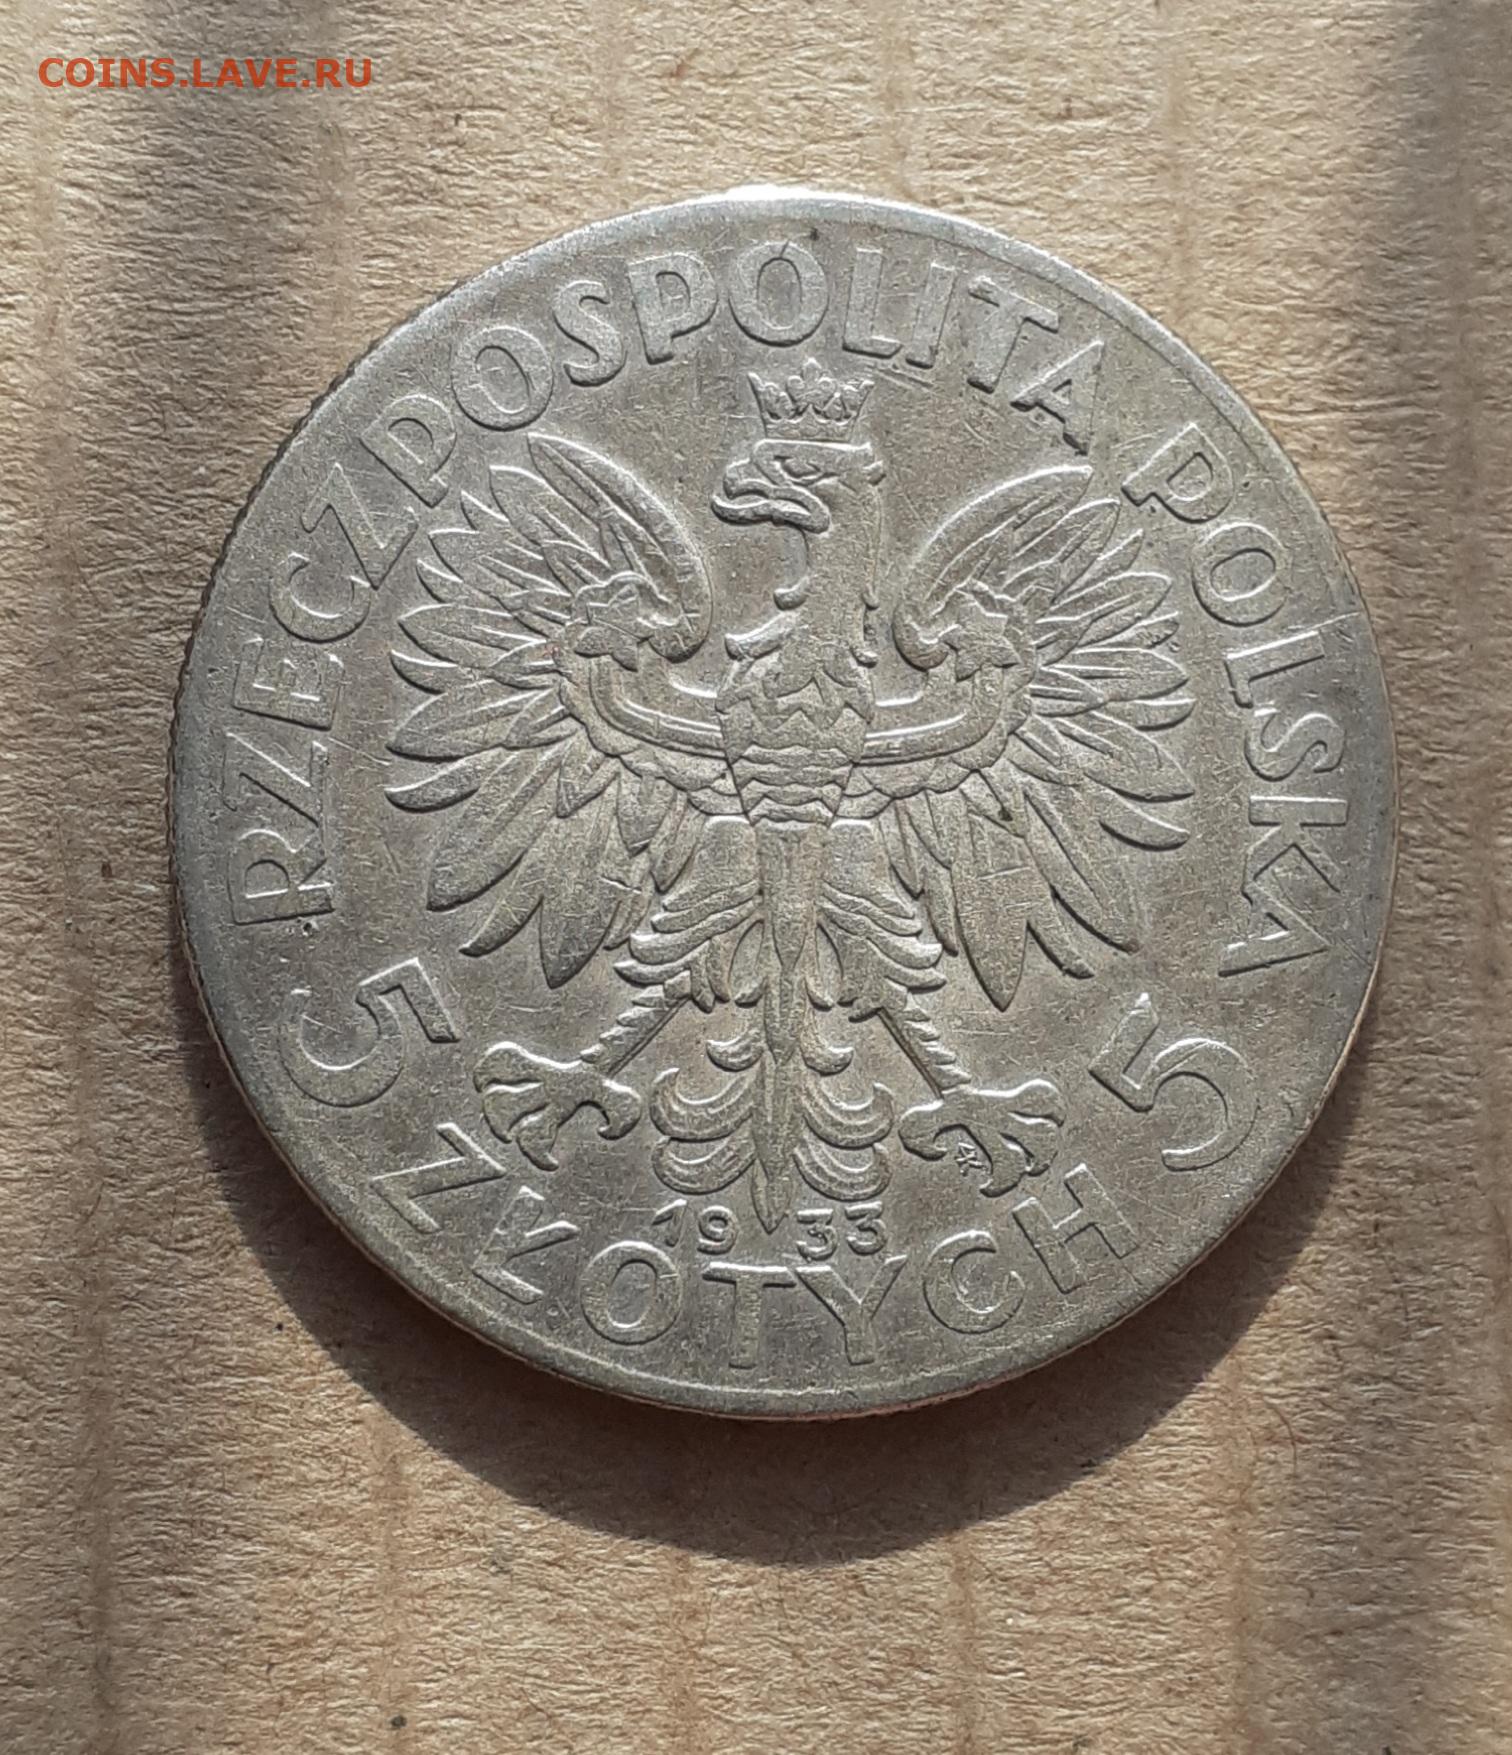 COINS.LAVE.RU
RZECZPOSPOLITA POLSKA
1933
5 ZŁOTYCH 5